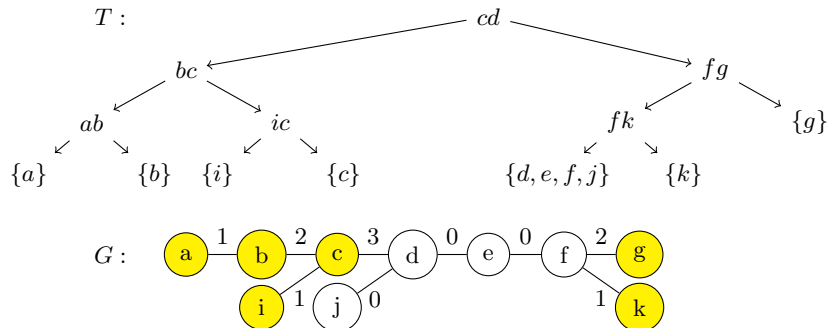 T : cd
bc fg
ab ic fk {g}
{a} {b} {i} {c} {d, e, f, j} {k}
G : a 1 b 2 c 3 d 0 e 0 f 2 g
i 1 j 0 1 k